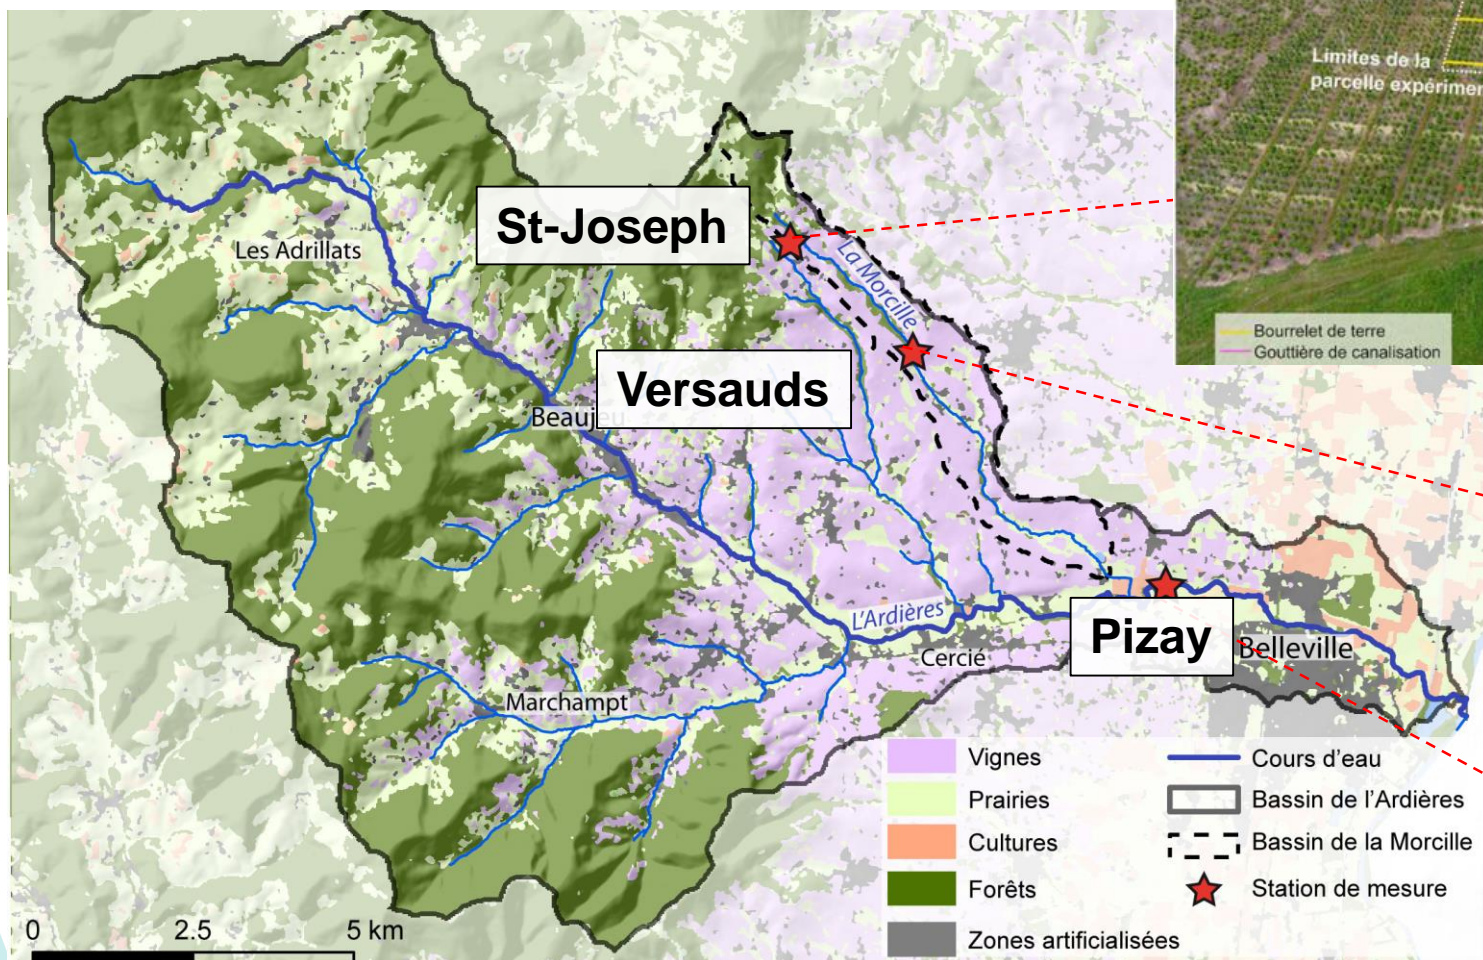 Limites de la
parcelle expérimen
Bourrelet de terre
Gouttière de canalisation
St-Joseph
Les Adrillats
La Morcille
Versauds
Beaujeu
L'Ardières
Cercié
Pizay
Belleville
Marchampt
Vignes
Prairies
Cultures
Forêts
Zones artificialisées
Cours d'eau
Bassin de l'Ardières
Bassin de la Morcille
Station de mesure
0 2.5 5 km